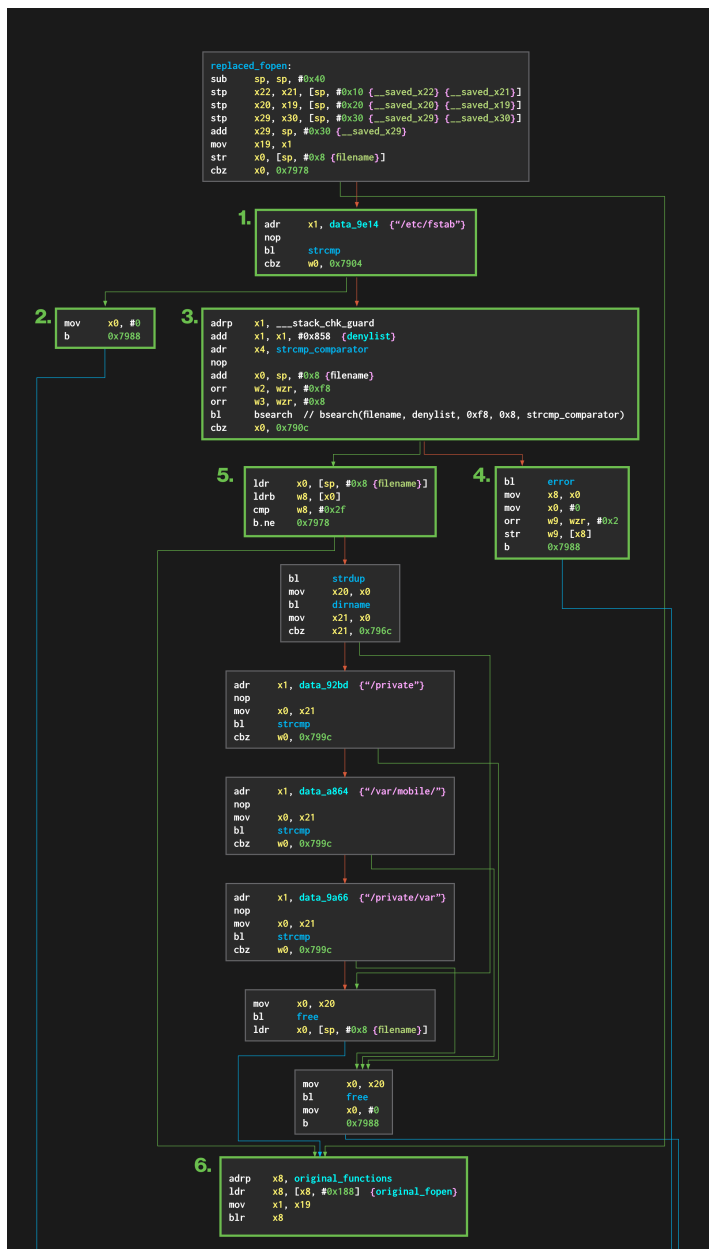 replaced_fopen:
sub sp, sp, #0x40
stp x22, x21, [sp, #0x10 {__saved_x22} {__saved_x21}]
stp x20, x19, [sp, #0x20 {__saved_x20} {__saved_x19}]
stp x29, x30, [sp, #0x30 {__saved_x29} {__saved_x30}]
add x29, sp, #0x30 {__saved_x29}
mov x19, x1
str x0, [sp, #0x8 {filename}]
cbz x0, 0x7978
1.
adr x1, data_9e14 {“/etc/fstab”}
nop
bl strcmp
cbz w0, 0x7904
2.
mov x0, #0
b 0x7988
3.
adrp x1, ___stack_chk_guard
add x1, x1, #0x858 {denylist}
adr x4, strcmp_comparator
nop
add x0, sp, #0x8 {filename}
orr w2, wzr, #0xf8
orr w3, wzr, #0x8
bl bsearch // bsearch(filename, denylist, 0xf8, 0x8, strcmp_comparator)
cbz x0, 0x790c
5.
ldr x0, [sp, #0x8 {filename}]
ldrb w8, [x0]
cmp w8, #0x2f
b.ne 0x7978
4.
bl error
mov x8, x0
mov x0, #0
orr w9, wzr, #0x2
str w9, [x8]
b 0x7988
bl strdup
mov x20, x0
bl dirname
mov x21, x0
cbz x21, 0x796c
adr x1, data_92bd {“/private”}
nop
mov x0, x21
bl strcmp
cbz w0, 0x799c
adr x1, data_a864 {“/var/mobile/”}
nop
mov x0, x21
bl strcmp
cbz w0, 0x799c
adr x1, data_9a66 {“/private/var”}
nop
mov x0, x21
bl strcmp
cbz w0, 0x799c
mov x0, x20
bl free
ldr x0, [sp, #0x8 {filename}]
mov x0, x20
bl free
mov x0, #0
b 0x7988
6.
adrp x8, original_functions
ldr x8, [x8, #0x188] {original_fopen}
mov x1, x19
blr x8